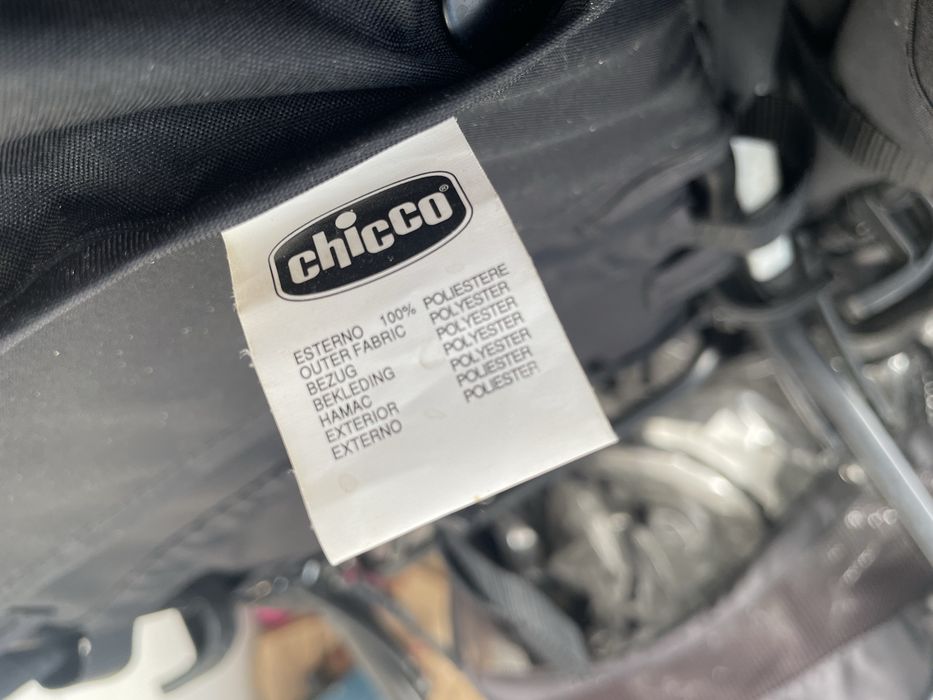 chicco®
ESTERNO 100% POLIESTERE
OUTER FABRIC POLYESTER
BEZUG POLYESTER
BEKLEDING POLYESTER
HAMAC POLYESTER
EXTERIOR POLIESTER
EXTERNO POLIESTER